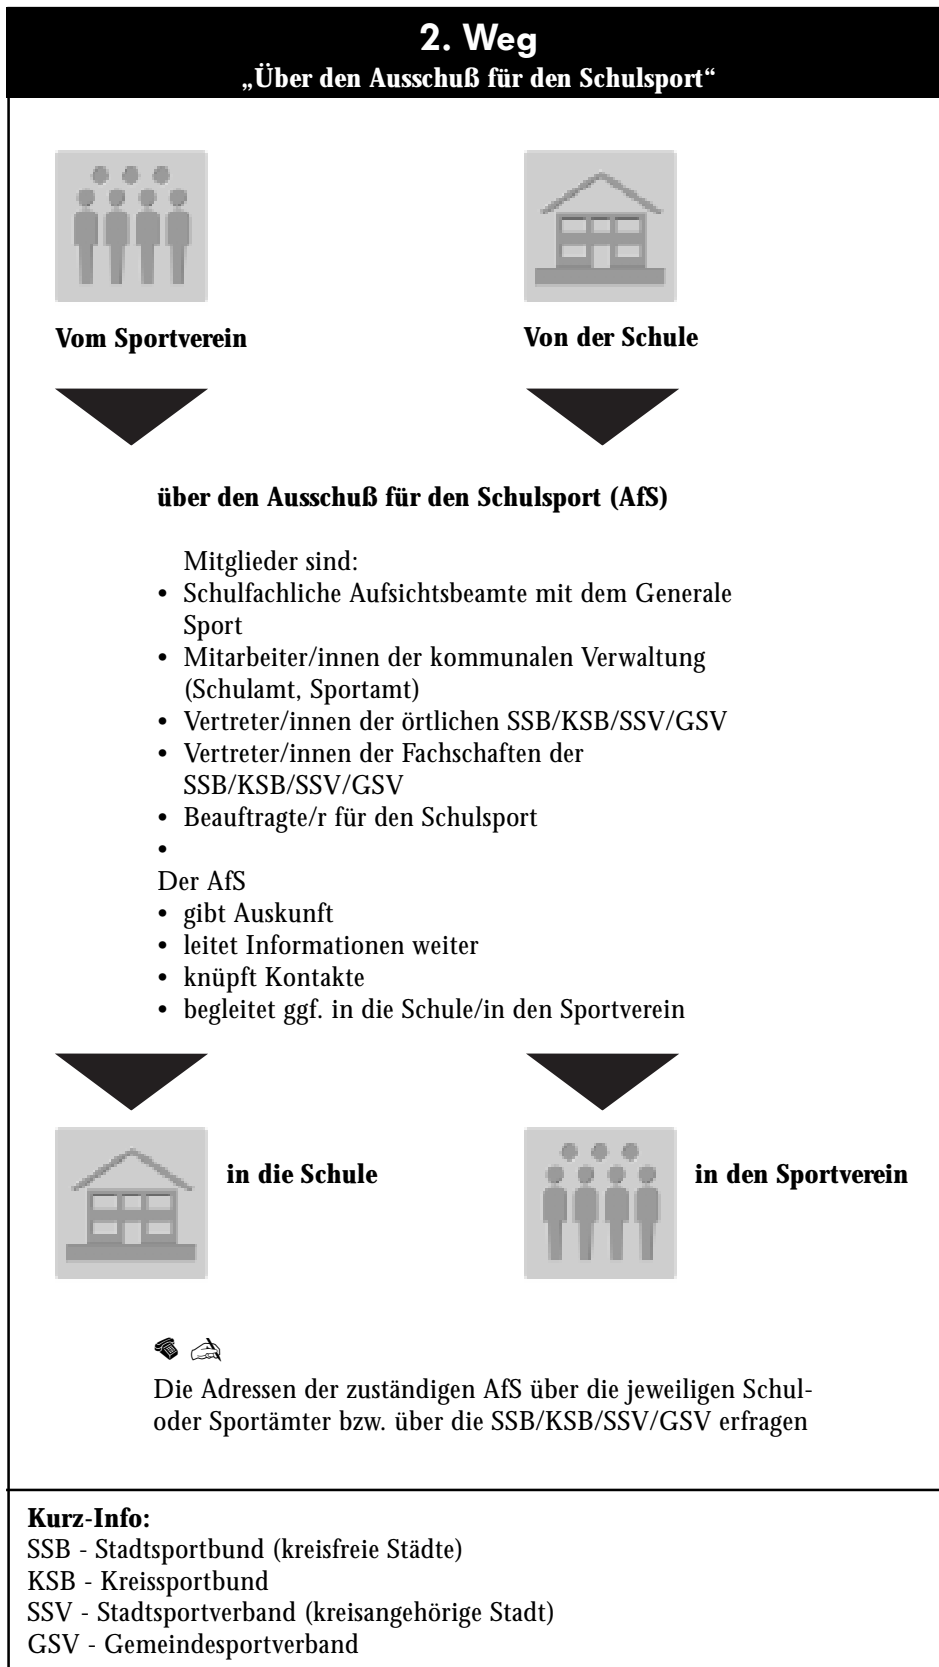 2. Weg
„Über den Ausschuß für den Schulsport“
Vom Sportverein
Von der Schule
über den Ausschuß für den Schulsport (AfS)
Mitglieder sind:
• Schulfachliche Aufsichtsbeamte mit dem Generale
Sport
• Mitarbeiter/innen der kommunalen Verwaltung
(Schulamt, Sportamt)
• Vertreter/innen der örtlichen SSB/KSB/SSV/GSV
• Vertreter/innen der Fachschaften der
SSB/KSB/SSV/GSV
• Beauftragte/r für den Schulsport
•
Der AfS
• gibt Auskunft
• leitet Informationen weiter
• knüpft Kontakte
• begleitet ggf. in die Schule/in den Sportverein
in die Schule
in den Sportverein
Die Adressen der zuständigen AfS über die jeweiligen Schul-
oder Sportämter bzw. über die SSB/KSB/SSV/GSV erfragen
Kurz-Info:
SSB - Stadtsportbund (kreisfreie Städte)
KSB - Kreissportbund
SSV - Stadtsportverband (kreisangehörige Stadt)
GSV - Gemeindesportverband